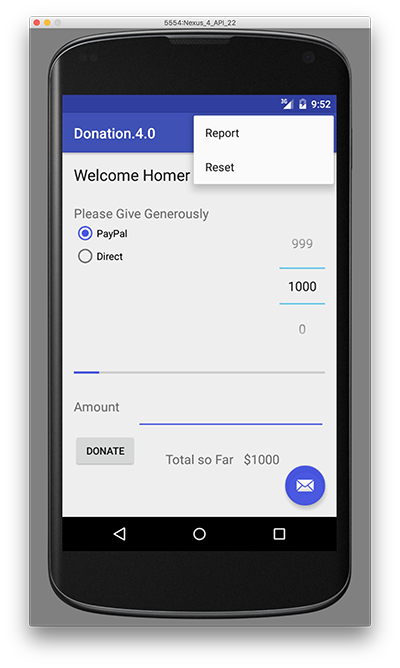 5554:Nexus_4_API_22
3G 9:52
Donation.4.0
Report
Reset
Welcome Homer
Please Give Generously
PayPal
Direct
999
1000
0
Amount
DONATE
Total so Far $1000